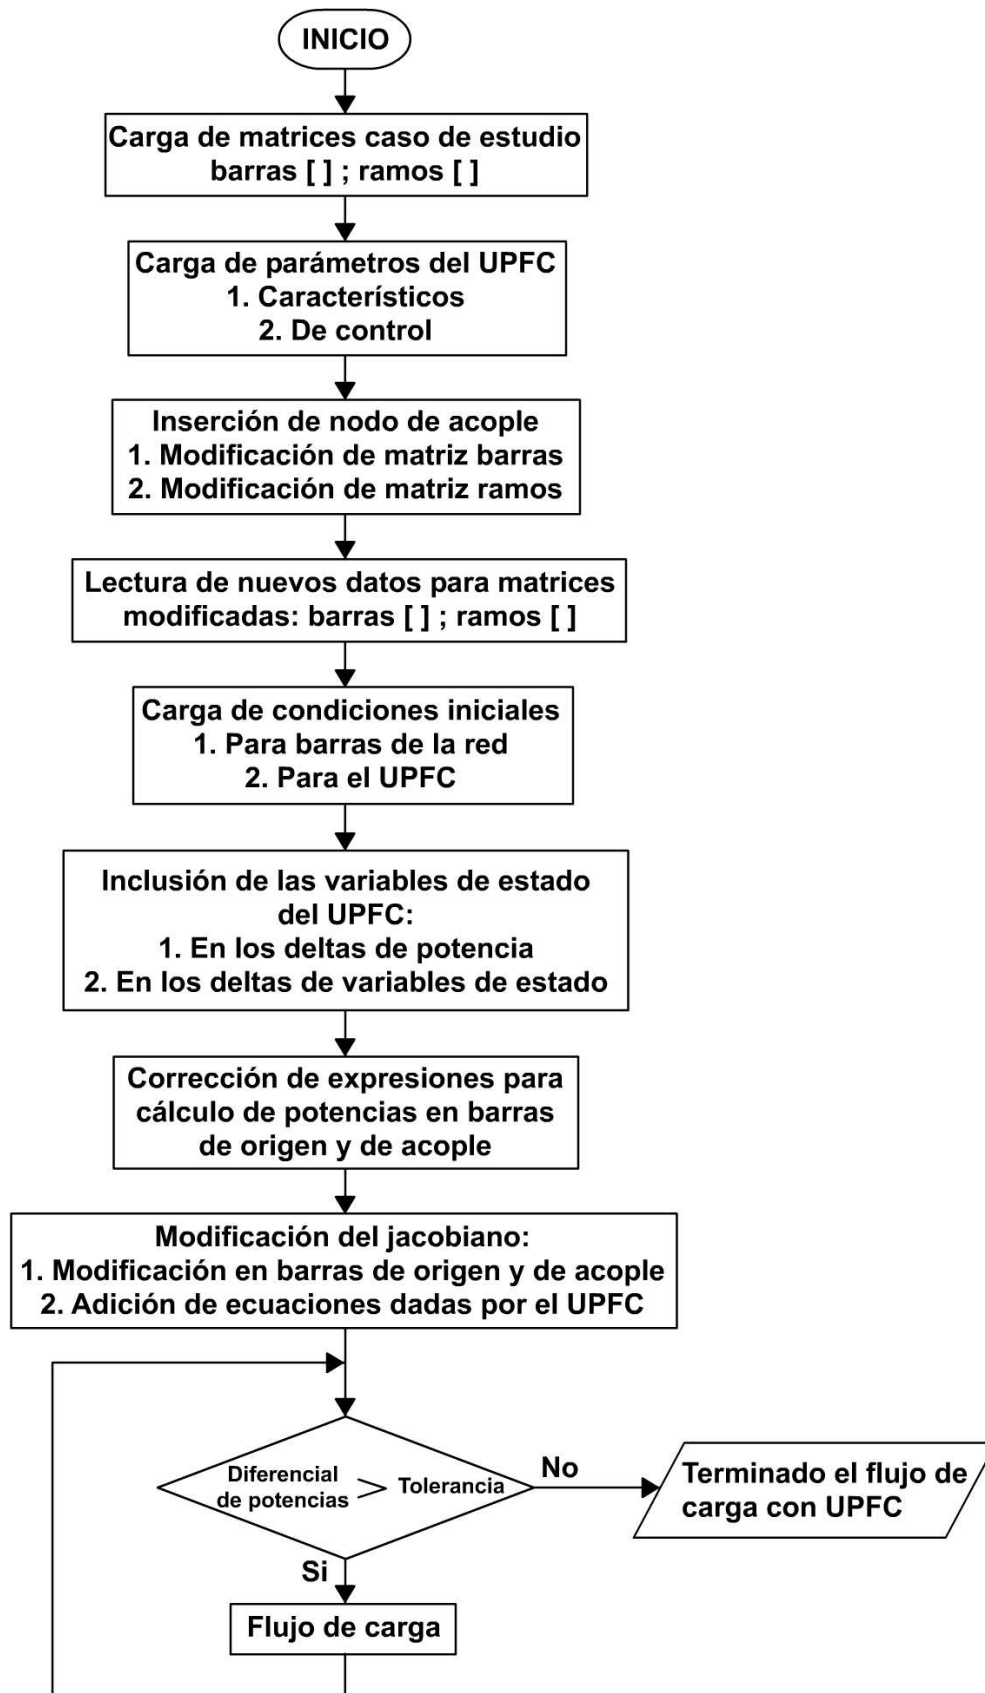 INICIO
Carga de matrices caso de estudio
barras [ ] ; ramos [ ]
Carga de parámetros del UPFC
1. Característicos
2. De control
Inserción de nodo de acople
1. Modificación de matriz barras
2. Modificación de matriz ramos
Lectura de nuevos datos para matrices
modificadas: barras [ ] ; ramos [ ]
Carga de condiciones iniciales
1. Para barras de la red
2. Para el UPFC
Inclusión de las variables de estado
del UPFC:
1. En los deltas de potencia
2. En los deltas de variables de estado
Corrección de expresiones para
cálculo de potencias en barras
de origen y de acople
Modificación del jacobiano:
1. Modificación en barras de origen y de acople
2. Adición de ecuaciones dadas por el UPFC
Diferencial
de potencias > Tolerancia
No
Terminado el flujo de
carga con UPFC
Si
Flujo de carga